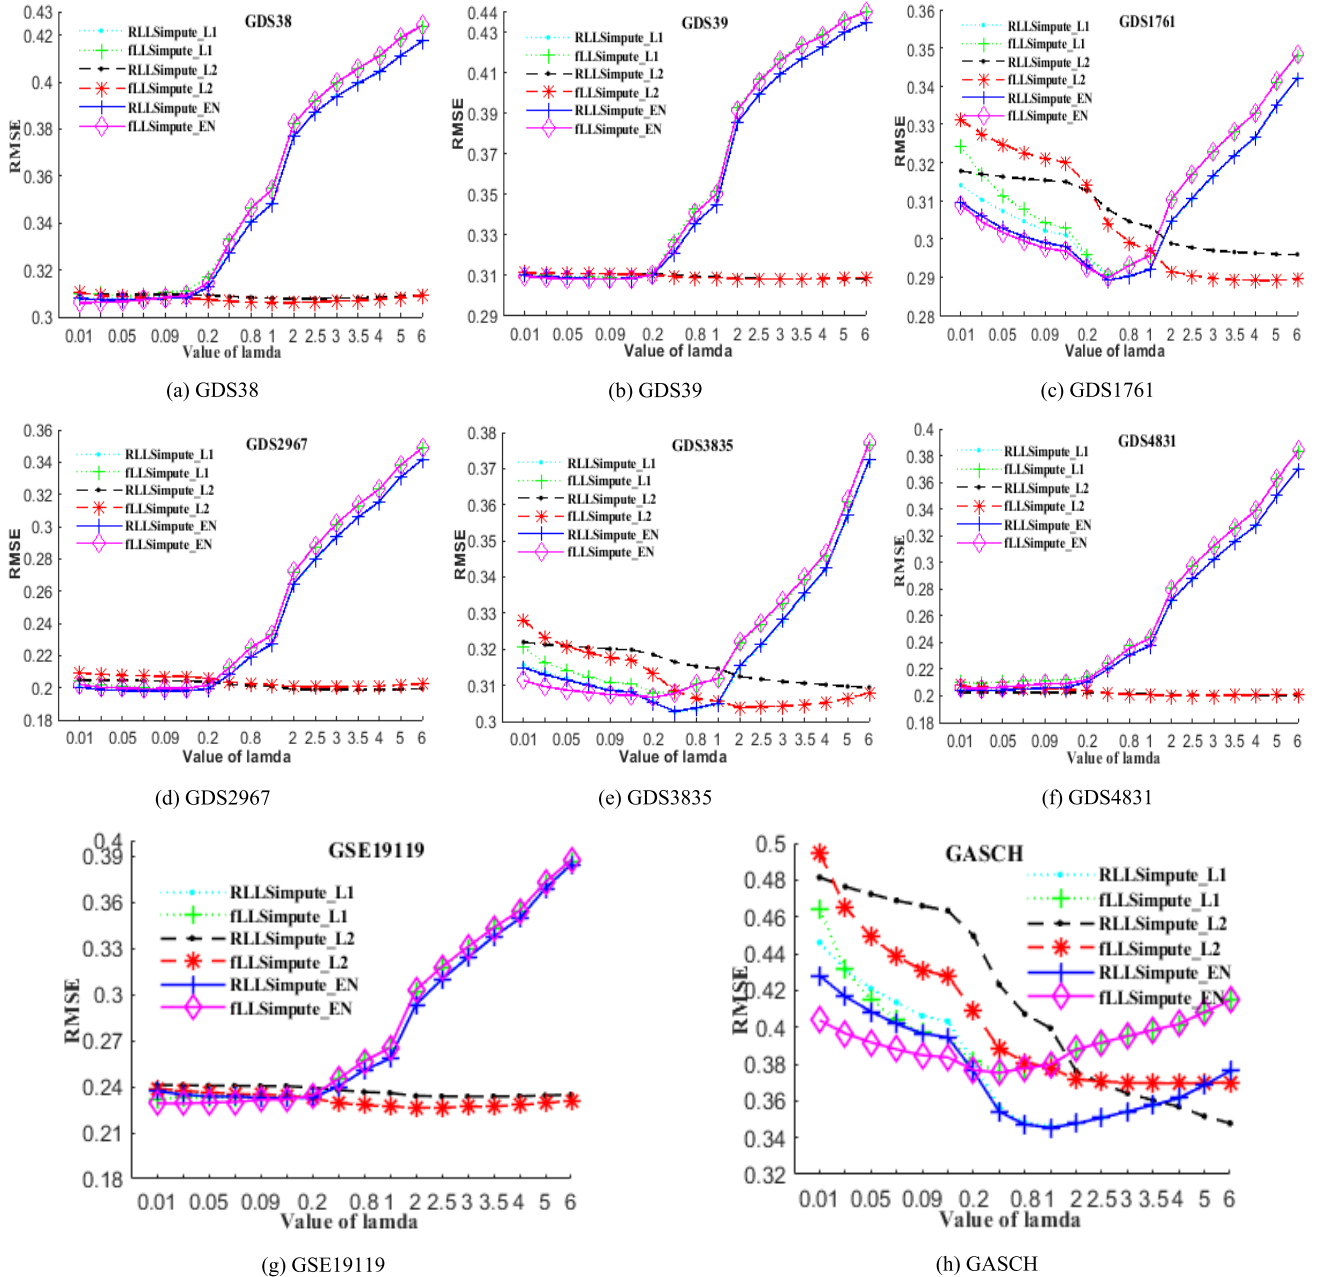 GDS38
RMSE
0.43
0.42
0.4
0.38
0.36
0.34
0.32
0.3
RLLSimpute_L1
fLLSimpute_L1
RLLSimpute_L2
fLLSimpute_L2
RLLSimpute_EN
fLLSimpute_EN
0.01 0.05 0.09 0.2 0.8 1 2 2.5 3 3.5 4 5 6
Value of lamda
(a) GDS38
GDS39
RMSE
0.44
0.43
0.41
0.39
0.37
0.35
0.33
0.31
0.29
RLLSimpute_L1
fLLSimpute_L1
RLLSimpute_L2
fLLSimpute_L2
RLLSimpute_EN
fLLSimpute_EN
0.01 0.05 0.09 0.2 0.8 1 2 2.5 3 3.5 4 5 6
Value of lamda
(b) GDS39
GDS1761
RMSE
0.36
0.35
0.34
0.33
0.32
0.31
0.3
0.29
0.28
RLLSimpute_L1
fLLSimpute_L1
RLLSimpute_L2
fLLSimpute_L2
RLLSimpute_EN
fLLSimpute_EN
0.01 0.05 0.09 0.2 0.8 1 2 2.5 3 3.5 4 5 6
Value of lamda
(c) GDS1761
GDS2967
RMSE
0.36
0.34
0.32
0.3
0.28
0.26
0.24
0.22
0.2
0.18
RLLSimpute_L1
fLLSimpute_L1
RLLSimpute_L2
fLLSimpute_L2
RLLSimpute_EN
fLLSimpute_EN
0.01 0.05 0.09 0.2 0.8 1 2 2.5 3 3.5 4 5 6
Value of lamda
(d) GDS2967
GDS3835
RMSE
0.38
0.37
0.36
0.35
0.34
0.33
0.32
0.31
0.3
RLLSimpute_L1
fLLSimpute_L1
RLLSimpute_L2
fLLSimpute_L2
RLLSimpute_EN
fLLSimpute_EN
0.01 0.05 0.09 0.2 0.8 1 2 2.5 3 3.5 4 5 6
Value of lamda
(e) GDS3835
GDS4831
RMSE
0.4
0.38
0.36
0.34
0.32
0.3
0.28
0.26
0.24
0.22
0.2
0.18
RLLSimpute_L1
fLLSimpute_L1
RLLSimpute_L2
fLLSimpute_L2
RLLSimpute_EN
fLLSimpute_EN
0.01 0.05 0.09 0.2 0.8 1 2 2.5 3 3.5 4 5 6
Value of lamda
(f) GDS4831
GSE19119
RMSE
0.4
0.39
0.36
0.33
0.3
0.27
0.24
0.21
0.18
RLLSimpute_L1
fLLSimpute_L1
RLLSimpute_L2
fLLSimpute_L2
RLLSimpute_EN
fLLSimpute_EN
0.01 0.05 0.09 0.2 0.8 1 2 2.5 3 3.5 4 5 6
Value of lamda
(g) GSE19119
GASCH
RMSE
0.5
0.48
0.46
0.44
0.42
0.4
0.38
0.36
0.34
0.32
RLLSimpute_L1
fLLSimpute_L1
RLLSimpute_L2
fLLSimpute_L2
RLLSimpute_EN
fLLSimpute_EN
0.01 0.05 0.09 0.2 0.8 1 2 2.5 3 3.5 4 5 6
Value of lamda
(h) GASCH